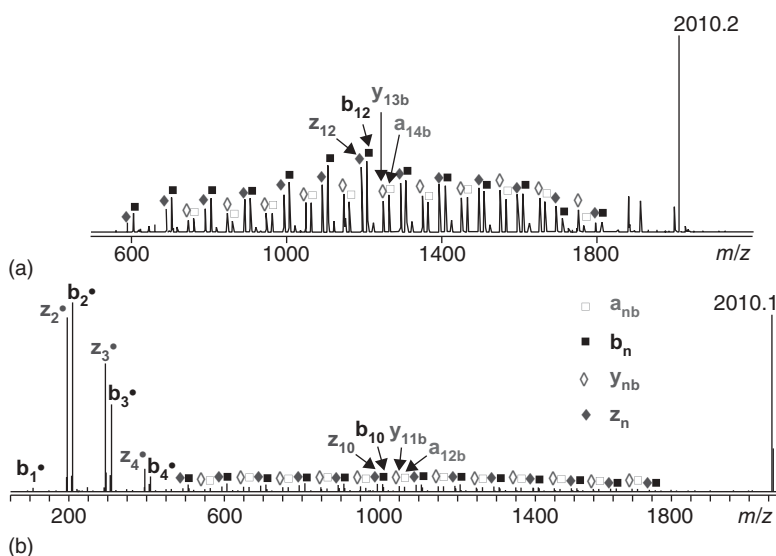 2010.2
y13b
b12
a14b
z12
600
1000
1400
1800
m/z
(a)
b2•
z2•
z3•
b3•
z4•
b4•
b1•
2010.1
anb
bn
ynb
zn
z10
b10
y11b
a12b
200
600
1000
1400
1800
m/z
(b)